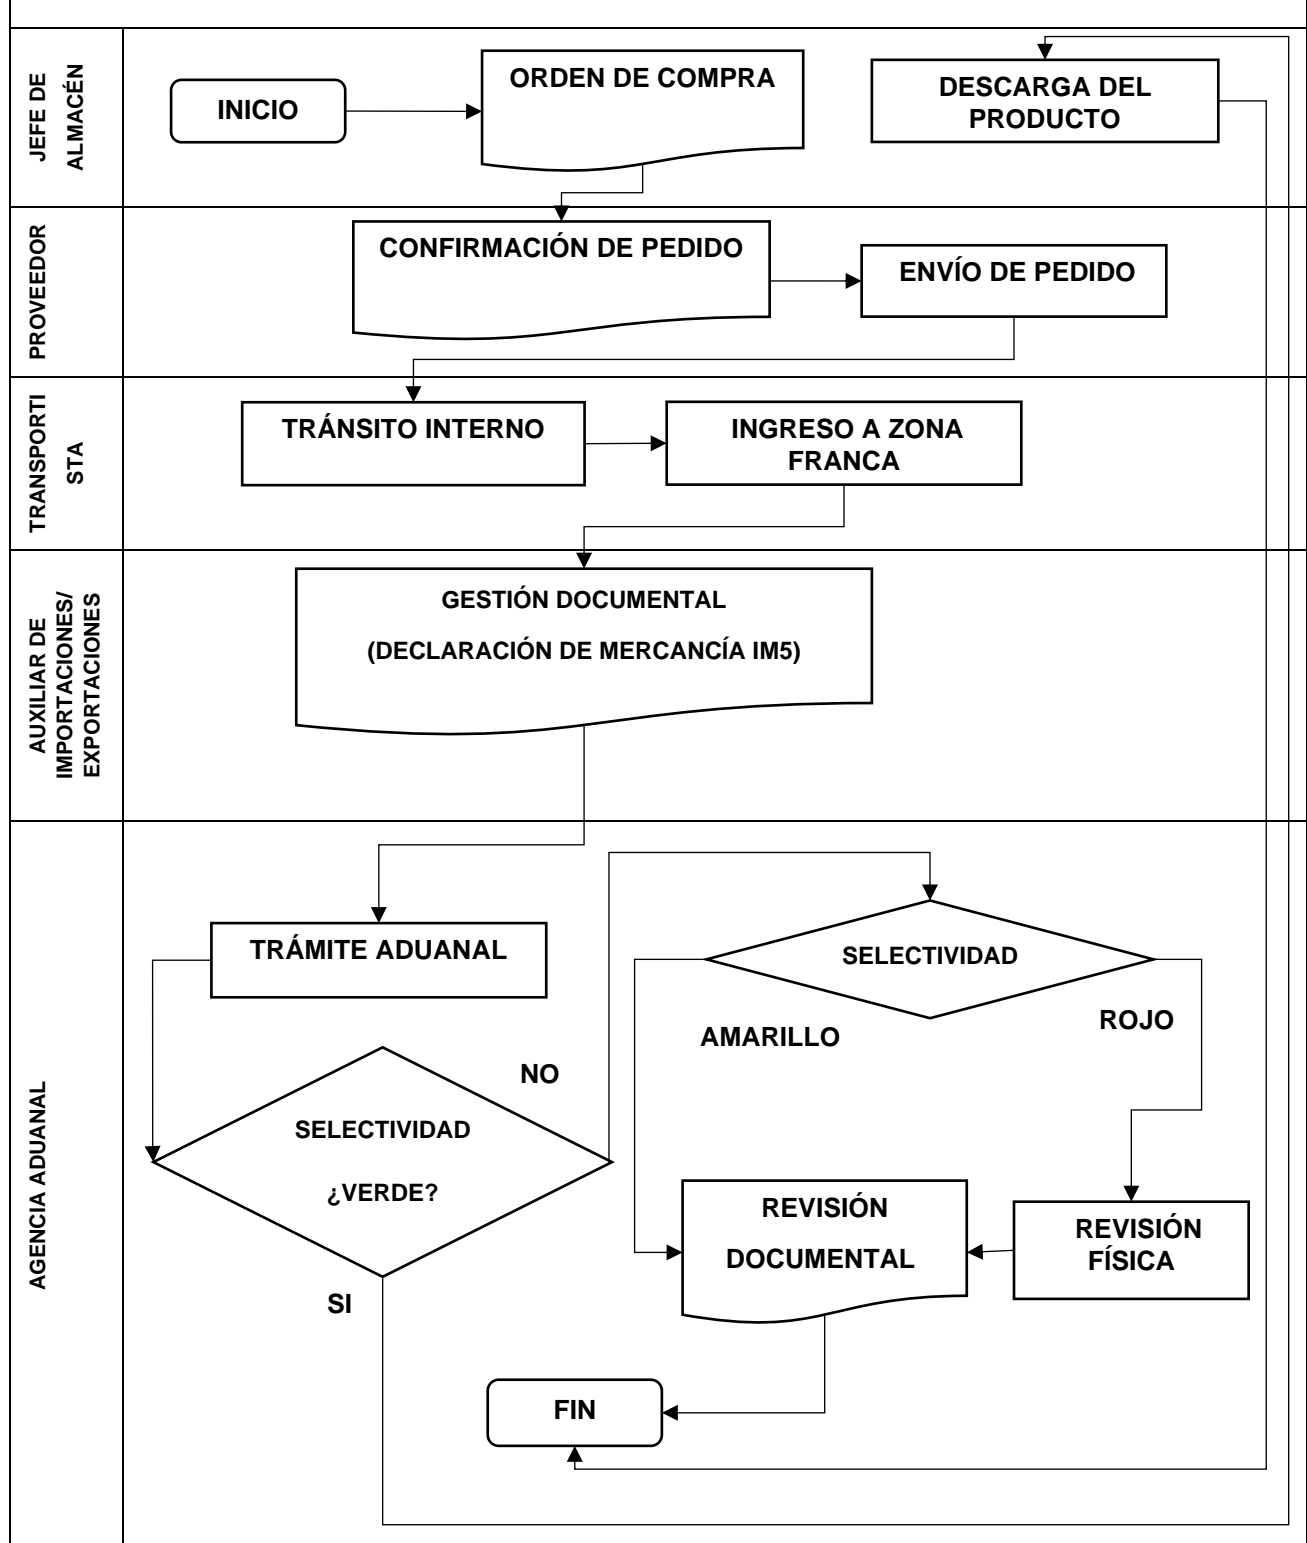 JEFE DE
ALMACÉN
INICIO
ORDEN DE COMPRA
DESCARGA DEL
PRODUCTO
PROVEEDOR
CONFIRMACIÓN DE PEDIDO
ENVÍO DE PEDIDO
TRANSPORTI
STA
TRÁNSITO INTERNO
INGRESO A ZONA
FRANCA
AUXILIAR DE
IMPORTACIONES/
EXPORTACIONES
GESTIÓN DOCUMENTAL
(DECLARACIÓN DE MERCANCÍA IM5)
AGENCIA ADUANAL
TRÁMITE ADUANAL
SELECTIVIDAD
AMARILLO
ROJO
NO
SELECTIVIDAD
¿VERDE?
SI
REVISIÓN
DOCUMENTAL
REVISIÓN
FÍSICA
FIN